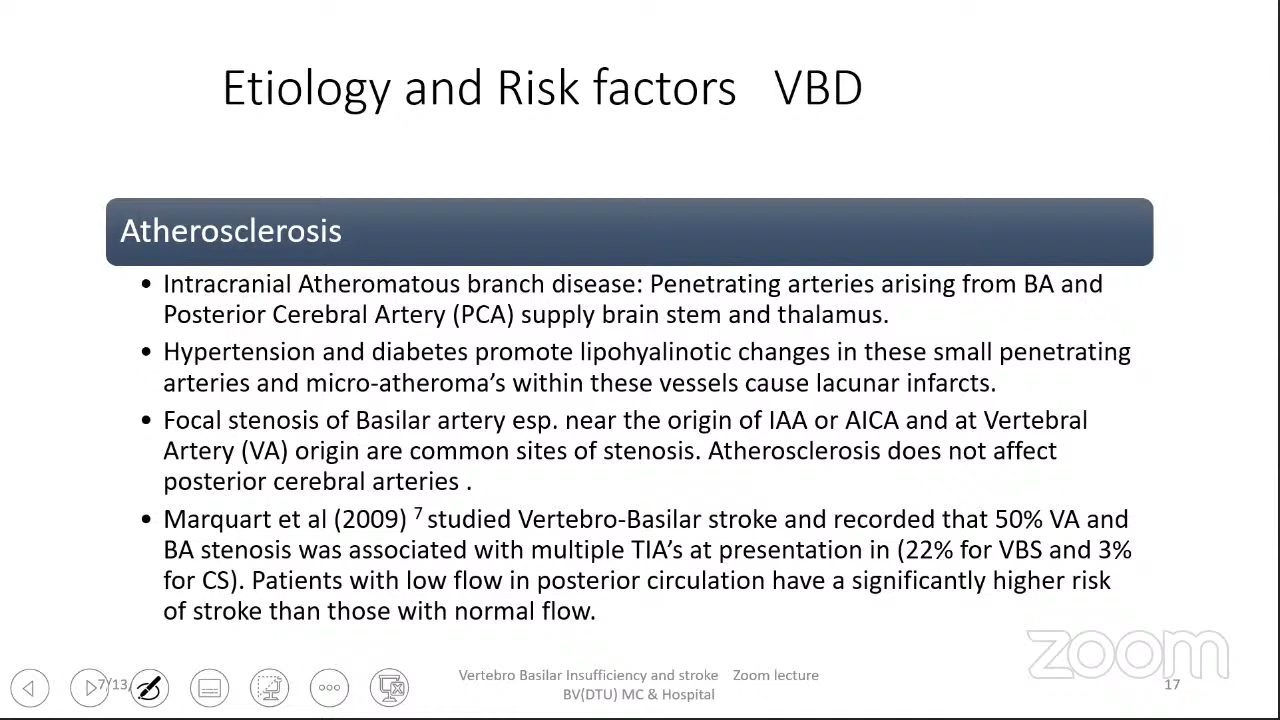 Etiology and Risk factors VBD
Atherosclerosis
• Intracranial Atheromatous branch disease: Penetrating arteries arising from BA and
Posterior Cerebral Artery (PCA) supply brain stem and thalamus.
• Hypertension and diabetes promote lipohyalinotic changes in these small penetrating
arteries and micro-atheroma’s within these vessels cause lacunar infarcts.
• Focal stenosis of Basilar artery esp. near the origin of IAA or AICA and at Vertebral
Artery (VA) origin are common sites of stenosis. Atherosclerosis does not affect
posterior cerebral arteries .
• Marquart et al (2009) 7 studied Vertebro-Basilar stroke and recorded that 50% VA and
BA stenosis was associated with multiple TIA’s at presentation in (22% for VBS and 3%
for CS). Patients with low flow in posterior circulation have a significantly higher risk
of stroke than those with normal flow.
zoom
7/13/
Vertebro Basilar Insufficiency and stroke Zoom lecture
BV(DTU) MC & Hospital
17